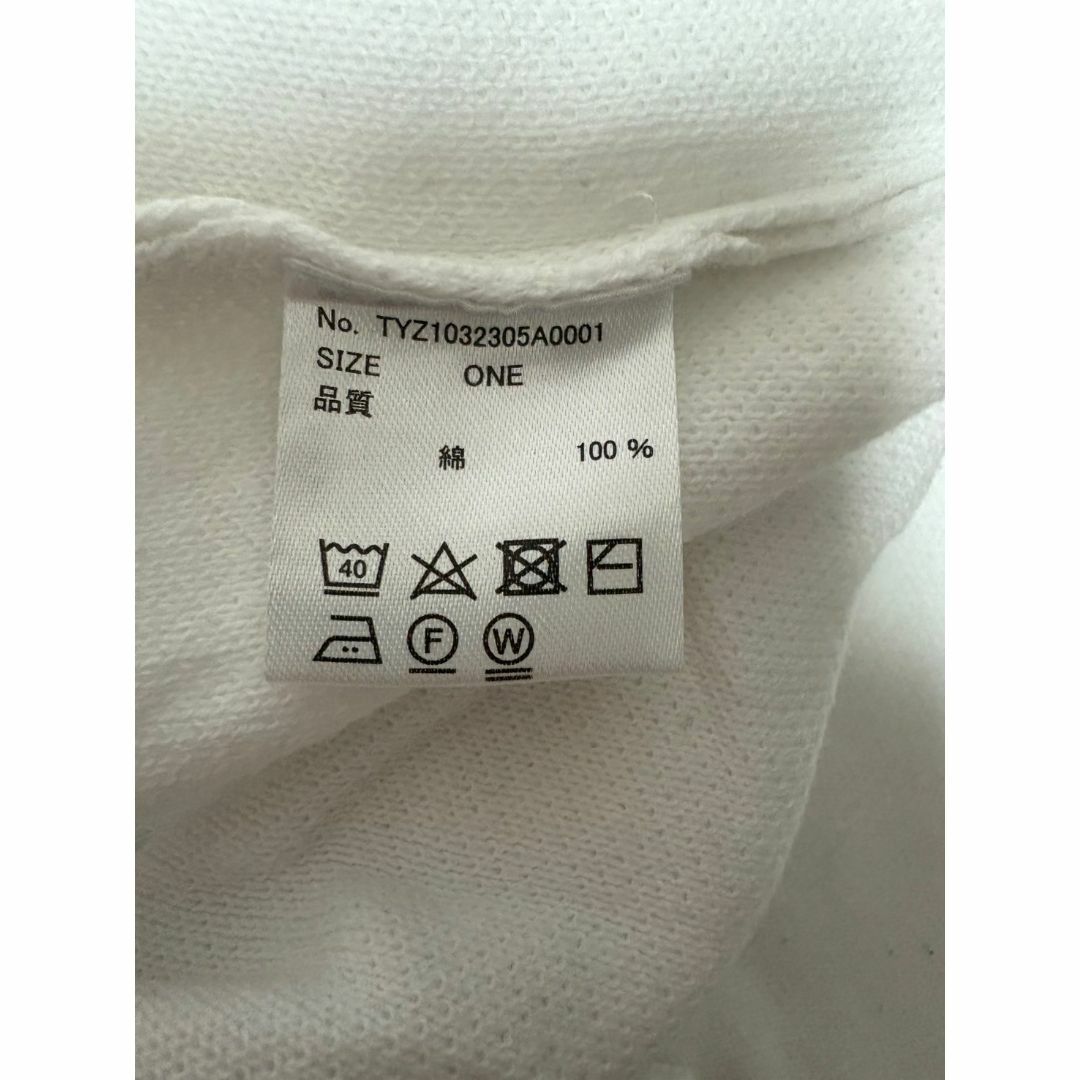 No. TYZ1032305A0001
SIZE ONE
品質
綿 100 %
40
F W